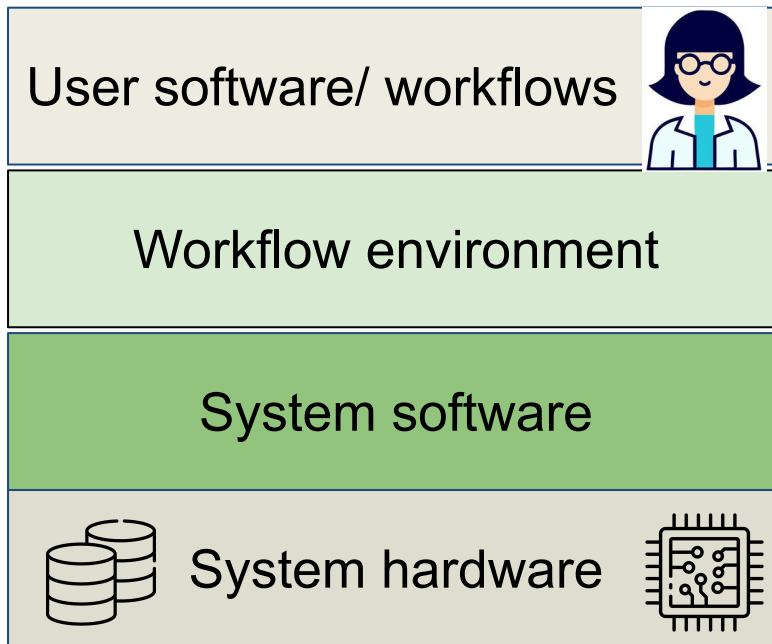 User software/ workflows
Workflow environment
System software
System hardware